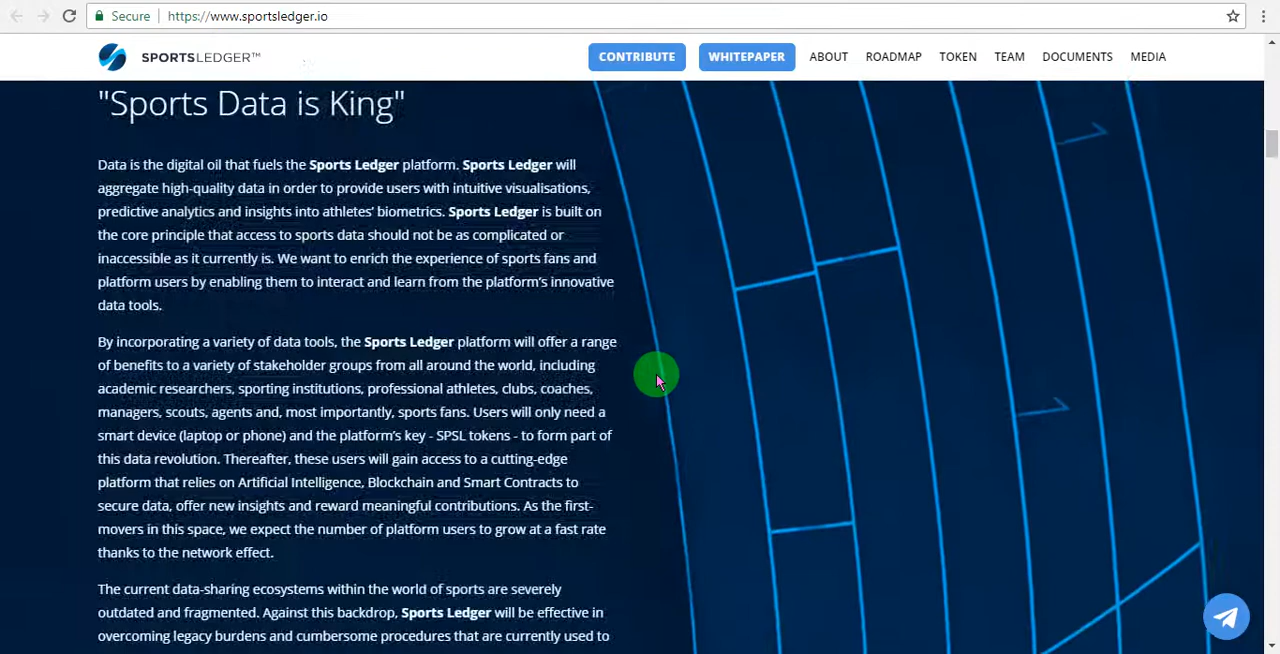 Secure https://www.sportsledger.io
SPORTSLEDGER™ CONTRIBUTE WHITEPAPER ABOUT ROADMAP TOKEN TEAM DOCUMENTS MEDIA
"Sports Data is King"
Data is the digital oil that fuels the Sports Ledger platform. Sports Ledger will
aggregate high-quality data in order to provide users with intuitive visualisations,
predictive analytics and insights into athletes’ biometrics. Sports Ledger is built on
the core principle that access to sports data should not be as complicated or
inaccessible as it currently is. We want to enrich the experience of sports fans and
platform users by enabling them to interact and learn from the platform’s innovative
data tools.
By incorporating a variety of data tools, the Sports Ledger platform will offer a range
of benefits to a variety of stakeholder groups from all around the world, including
academic researchers, sporting institutions, professional athletes, clubs, coaches,
managers, scouts, agents and, most importantly, sports fans. Users will only need a
smart device (laptop or phone) and the platform’s key - SPSL tokens - to form part of
this data revolution. Thereafter, these users will gain access to a cutting-edge
platform that relies on Artificial Intelligence, Blockchain and Smart Contracts to
secure data, offer new insights and reward meaningful contributions. As the first-
movers in this space, we expect the number of platform users to grow at a fast rate
thanks to the network effect.
The current data-sharing ecosystems within the world of sports are severely
outdated and fragmented. Against this backdrop, Sports Ledger will be effective in
overcoming legacy burdens and cumbersome procedures that are currently used to